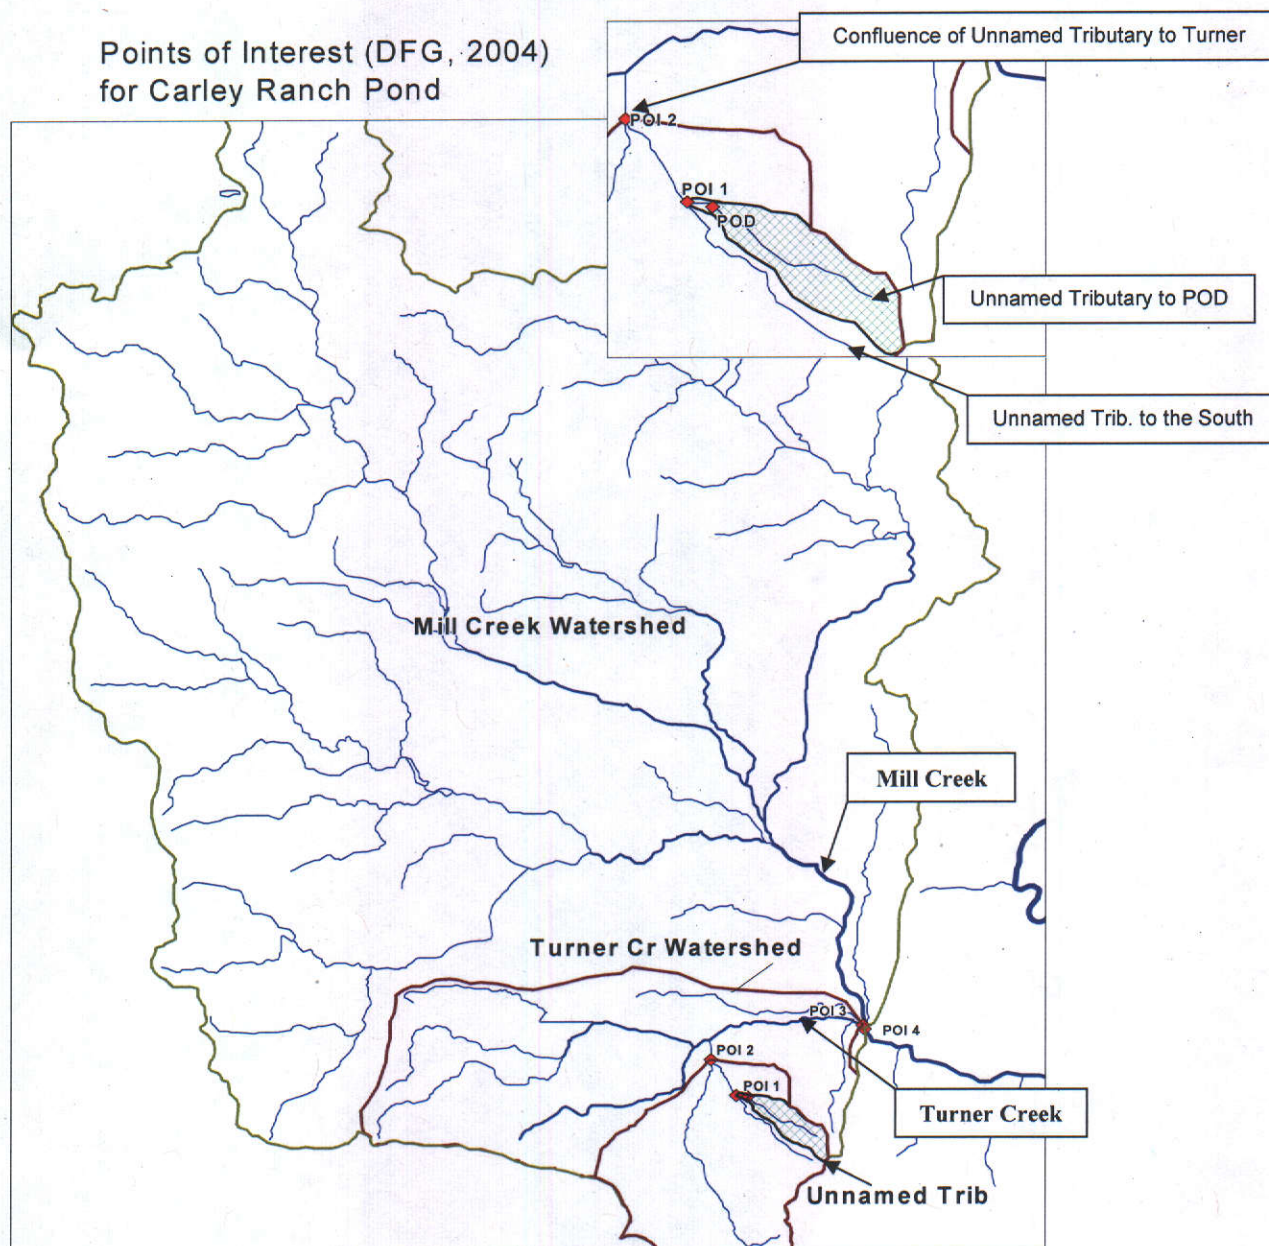 Points of Interest (DFG, 2004)
for Carley Ranch Pond
Confluence of Unnamed Tributary to Turner
POI 2
POI 1
POD
Unnamed Tributary to POD
Unnamed Trib. to the South
Mill Creek Watershed
Mill Creek
Turner Cr Watershed
POI 3
POI 4
POI 2
POI 1
Turner Creek
Unnamed Trib